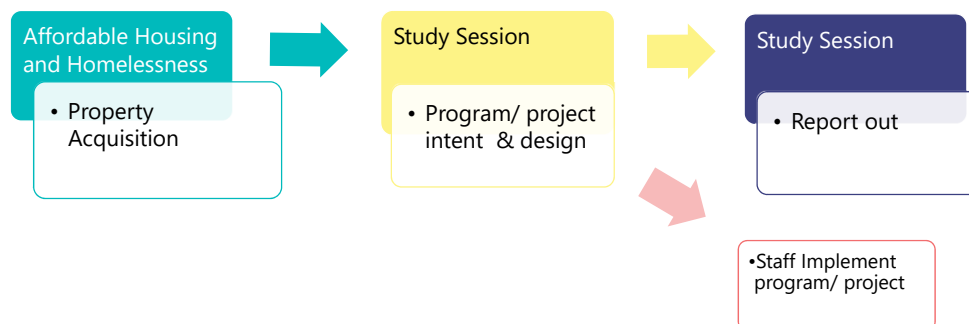 Affordable Housing
and Homelessness
• Property
Acquisition
Study Session
• Program/ project
intent & design
Study Session
• Report out
•Staff Implement
program/ project